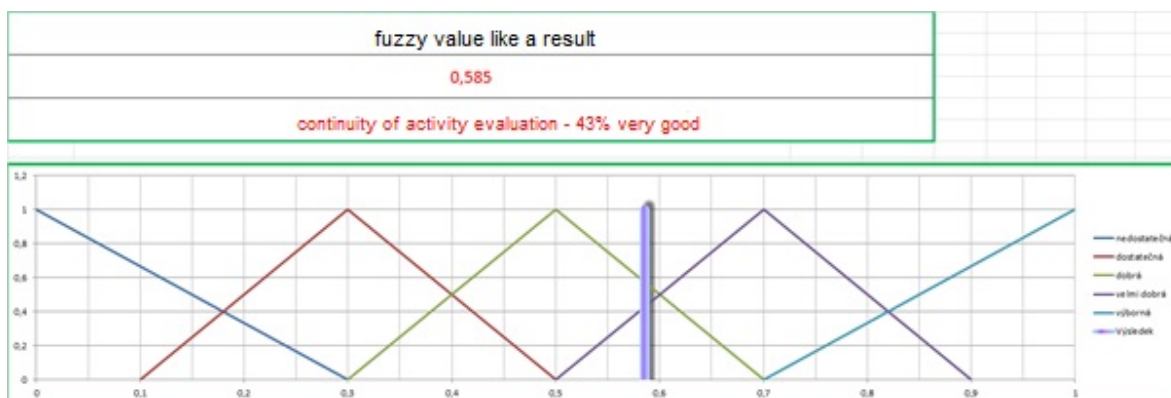 fuzzy value like a result
0,585
continuity of activity evaluation - 43% very good
1,2
1
0,8
0,6
0,4
0,2
0
0 0,1 0,2 0,3 0,4 0,5 0,6 0,7 0,8 0,9 1
nedostatečná
dostatečná
dobrá
velmi dobrá
výborná
Výsledek